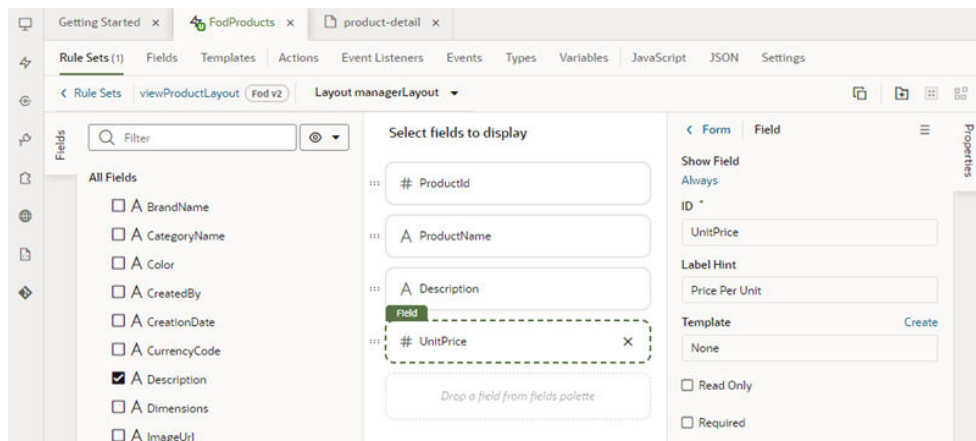 Getting Started
FodProducts
product-detail
Rule Sets (1)
Fields
Templates
Actions
Event Listeners
Events
Types
Variables
JavaScript
JSON
Settings
Rule Sets
viewProductLayout
Fod v2
Layout managerLayout
Fields
Filter
All Fields
A BrandName
A CategoryName
A Color
A CreatedBy
A CreationDate
A CurrencyCode
A Description
A Dimensions
A ImageUrl
Select fields to display
# ProductId
A ProductName
A Description
Field
# UnitPrice
Drop a field from fields palette
Form
Field
Show Field
Always
ID *
UnitPrice
Label Hint
Price Per Unit
Template
Create
None
Read Only
Required
Properties